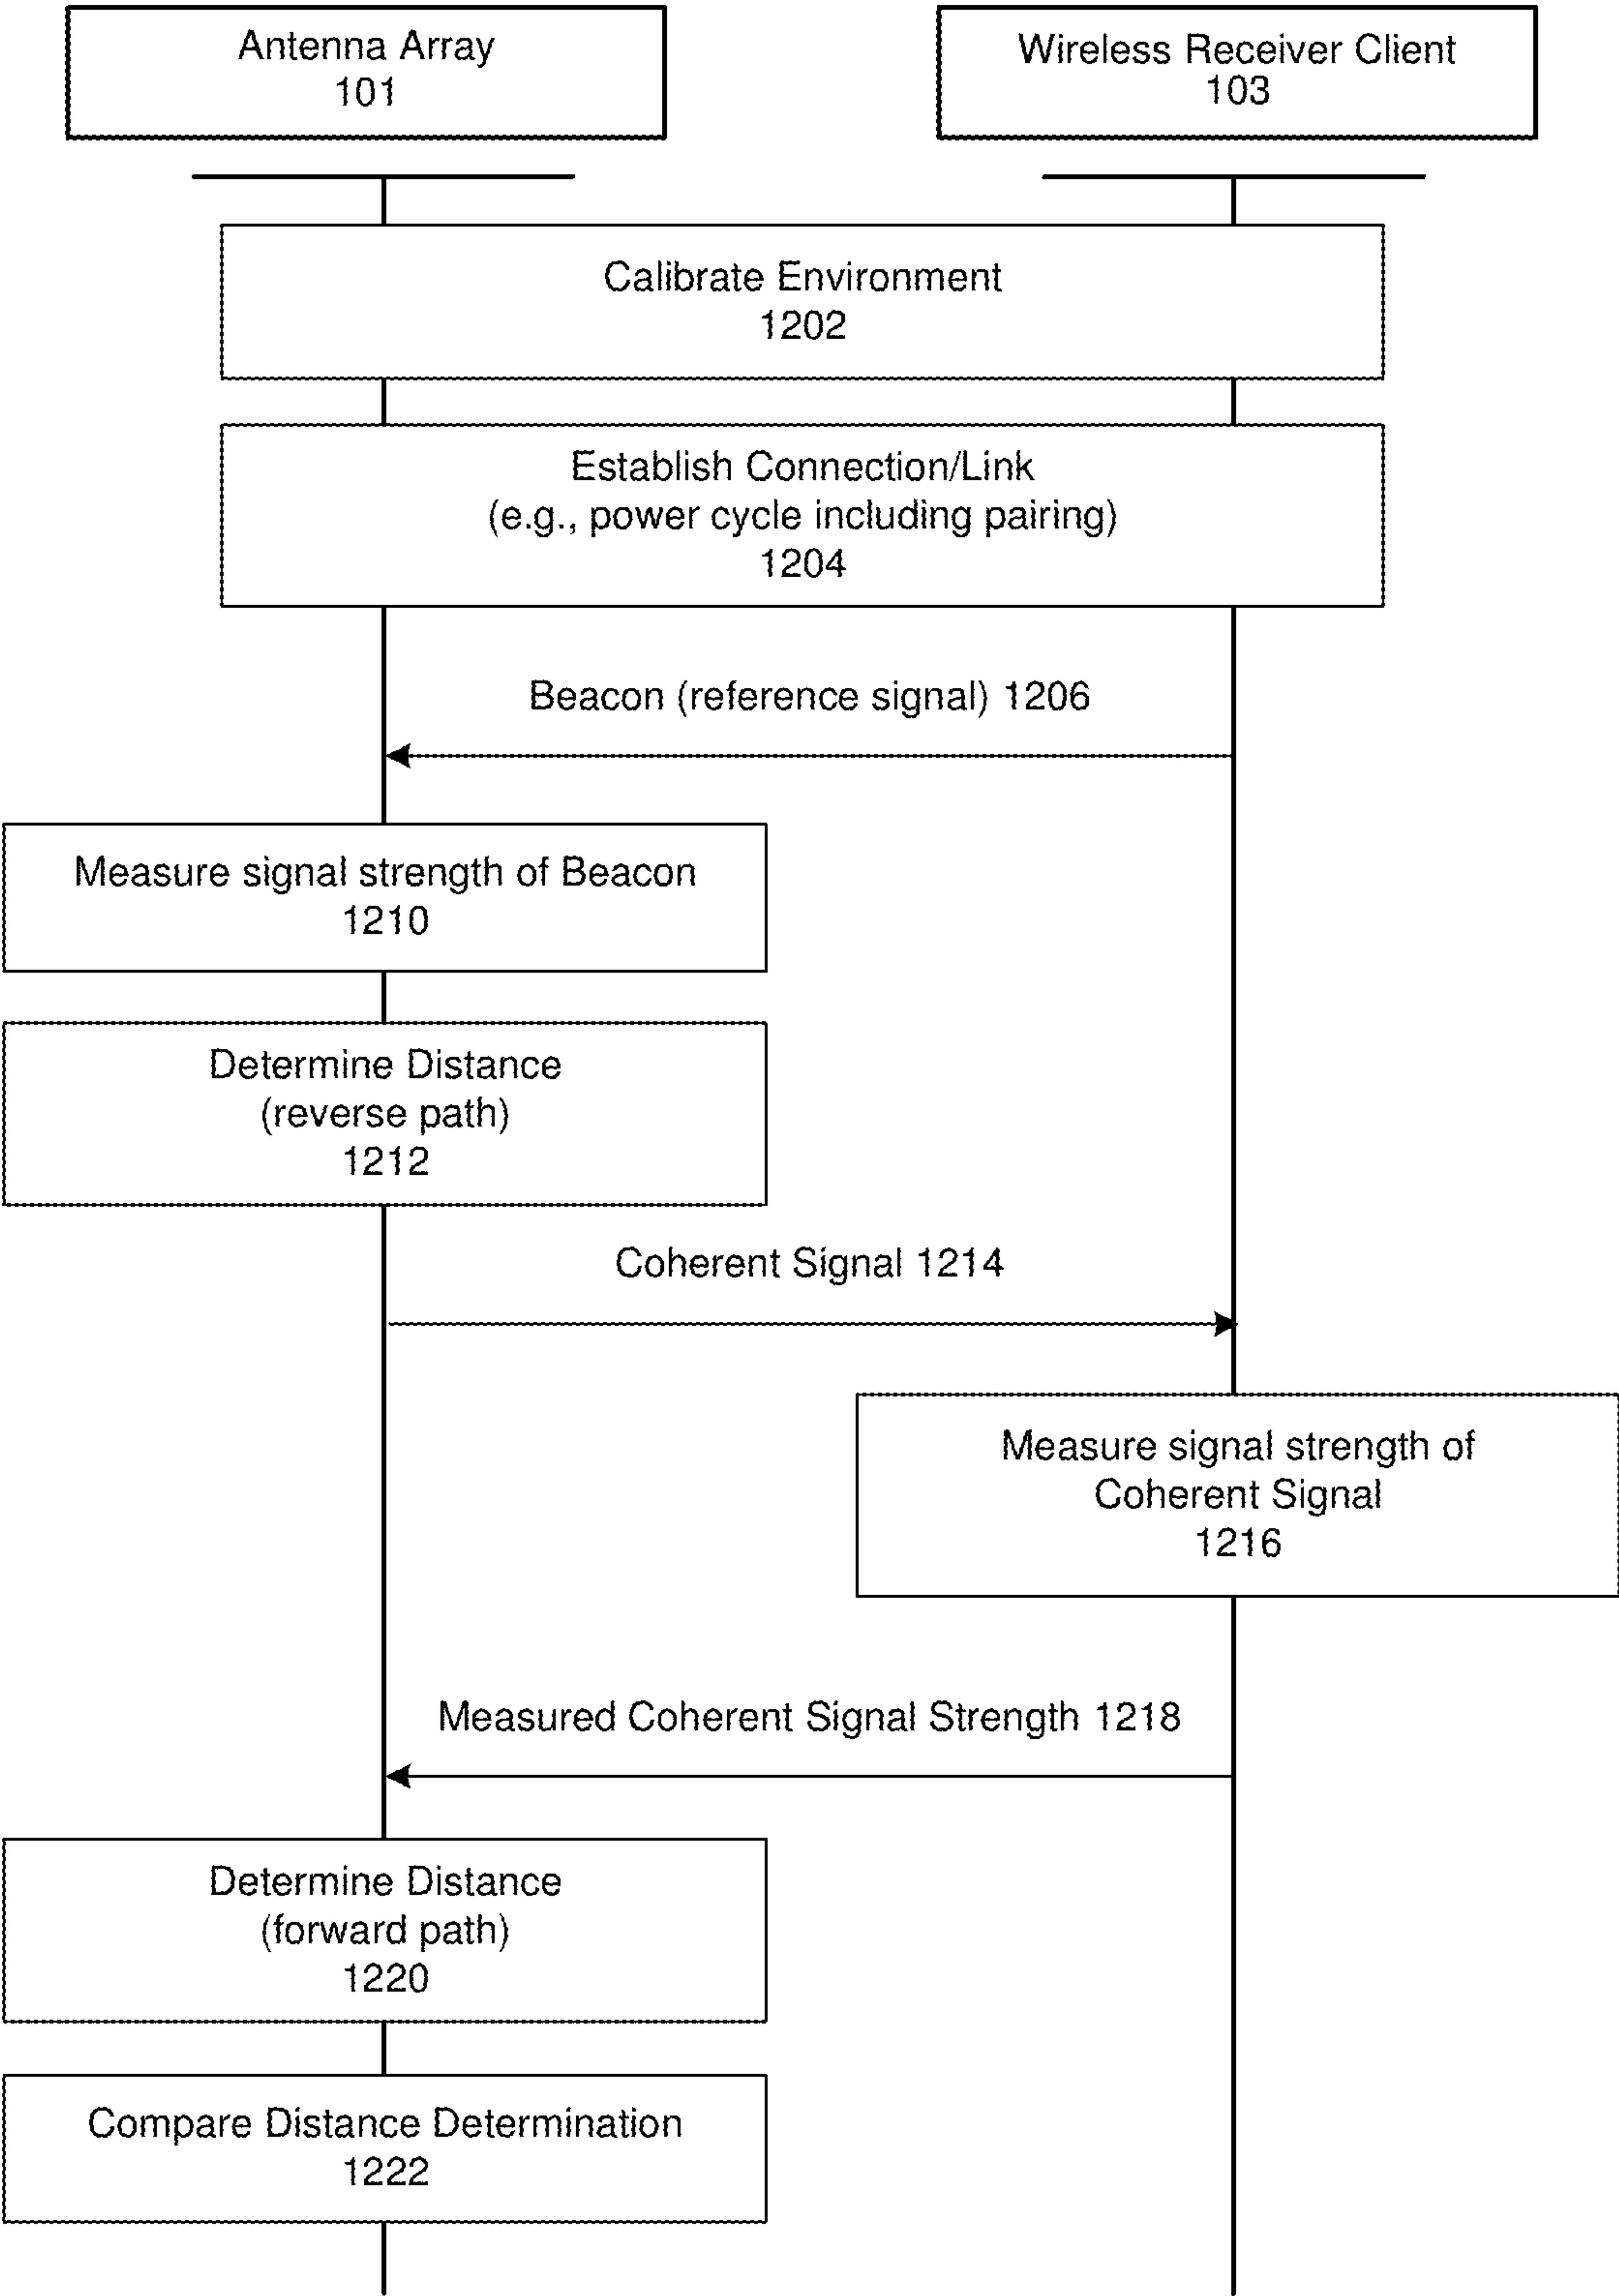 Antenna Array
101
Wireless Receiver Client
103
Calibrate Environment
1202
Establish Connection/Link
(e.g., power cycle including pairing)
1204
Beacon (reference signal) 1206
Measure signal strength of Beacon
1210
Determine Distance
(reverse path)
1212
Coherent Signal 1214
Measure signal strength of
Coherent Signal
1216
Measured Coherent Signal Strength 1218
Determine Distance
(forward path)
1220
Compare Distance Determination
1222